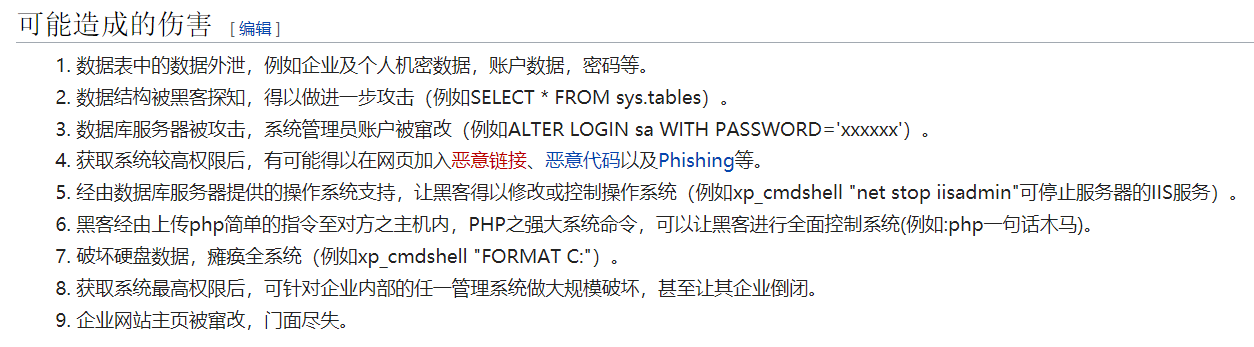 可能造成的伤害 [编辑]
1. 数据表中的数据外泄，例如企业及个人机密数据，账户数据，密码等。
2. 数据结构被黑客探知，得以做进一步攻击（例如SELECT * FROM sys.tables）。
3. 数据库服务器被攻击，系统管理员账户被窜改（例如ALTER LOGIN sa WITH PASSWORD='xxxxxx'）。
4. 获取系统较高权限后，有可能得以在网页加入恶意链接、恶意代码以及Phishing等。
5. 经由数据库服务器提供的操作系统支持，让黑客得以修改或控制操作系统（例如xp_cmdshell "net stop iisadmin"可停止服务器的IIS服务）。
6. 黑客经由上传php简单的指令至对方之主机内，PHP之强大系统命令，可以让黑客进行全面控制系统(例如:php一句话木马)。
7. 破坏硬盘数据，瘫痪全系统（例如xp_cmdshell "FORMAT C:"）。
8. 获取系统最高权限后，可针对企业内部的任一管理系统做大规模破坏，甚至让其企业倒闭。
9. 企业网站主页被窜改，门面尽失。